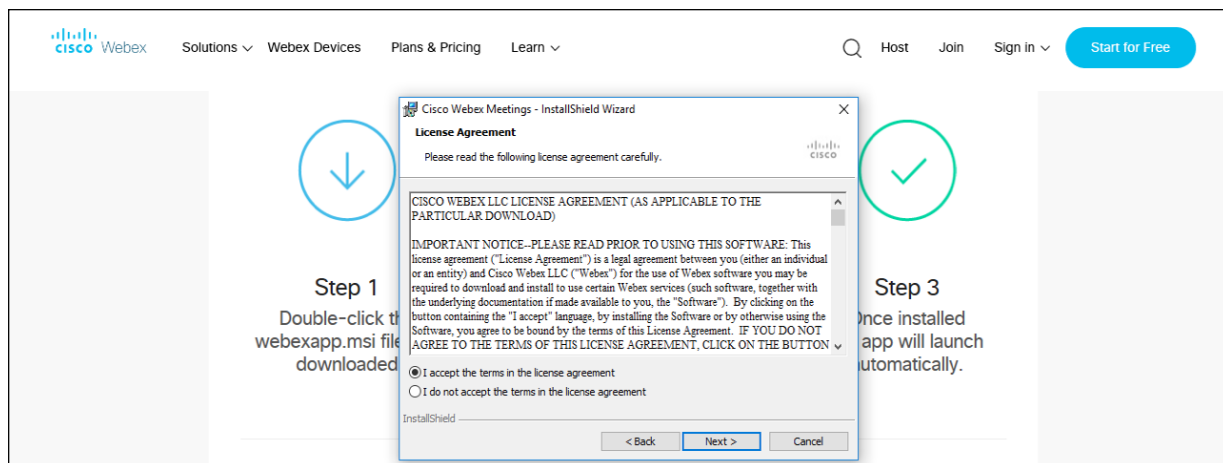 CISCO Webex Solutions Webex Devices Plans & Pricing Learn Host Join Sign in Start for Free
Cisco Webex Meetings - InstallShield Wizard
License Agreement
Please read the following license agreement carefully.
CISCO
CISCO WEBEX LLC LICENSE AGREEMENT (AS APPLICABLE TO THE
PARTICULAR DOWNLOAD)
IMPORTANT NOTICE--PLEASE READ PRIOR TO USING THIS SOFTWARE: This
license agreement ("License Agreement") is a legal agreement between you (either an individual
or an entity) and Cisco Webex LLC ("Webex") for the use of Webex software you may be
required to download and install to use certain Webex services (such software, together with
the underlying documentation if made available to you, the "Software"). By clicking on the
button containing the "I accept" language, by installing the Software or by otherwise using the
Software, you agree to be bound by the terms of this License Agreement. IF YOU DO NOT
AGREE TO THE TERMS OF THIS LICENSE AGREEMENT, CLICK ON THE BUTTON
I accept the terms in the license agreement
I do not accept the terms in the license agreement
InstallShield
< Back Next > Cancel
Step 1
Double-click
webexapp.msi
downloaded
Step 3
Once installed
app will launch
automatically.